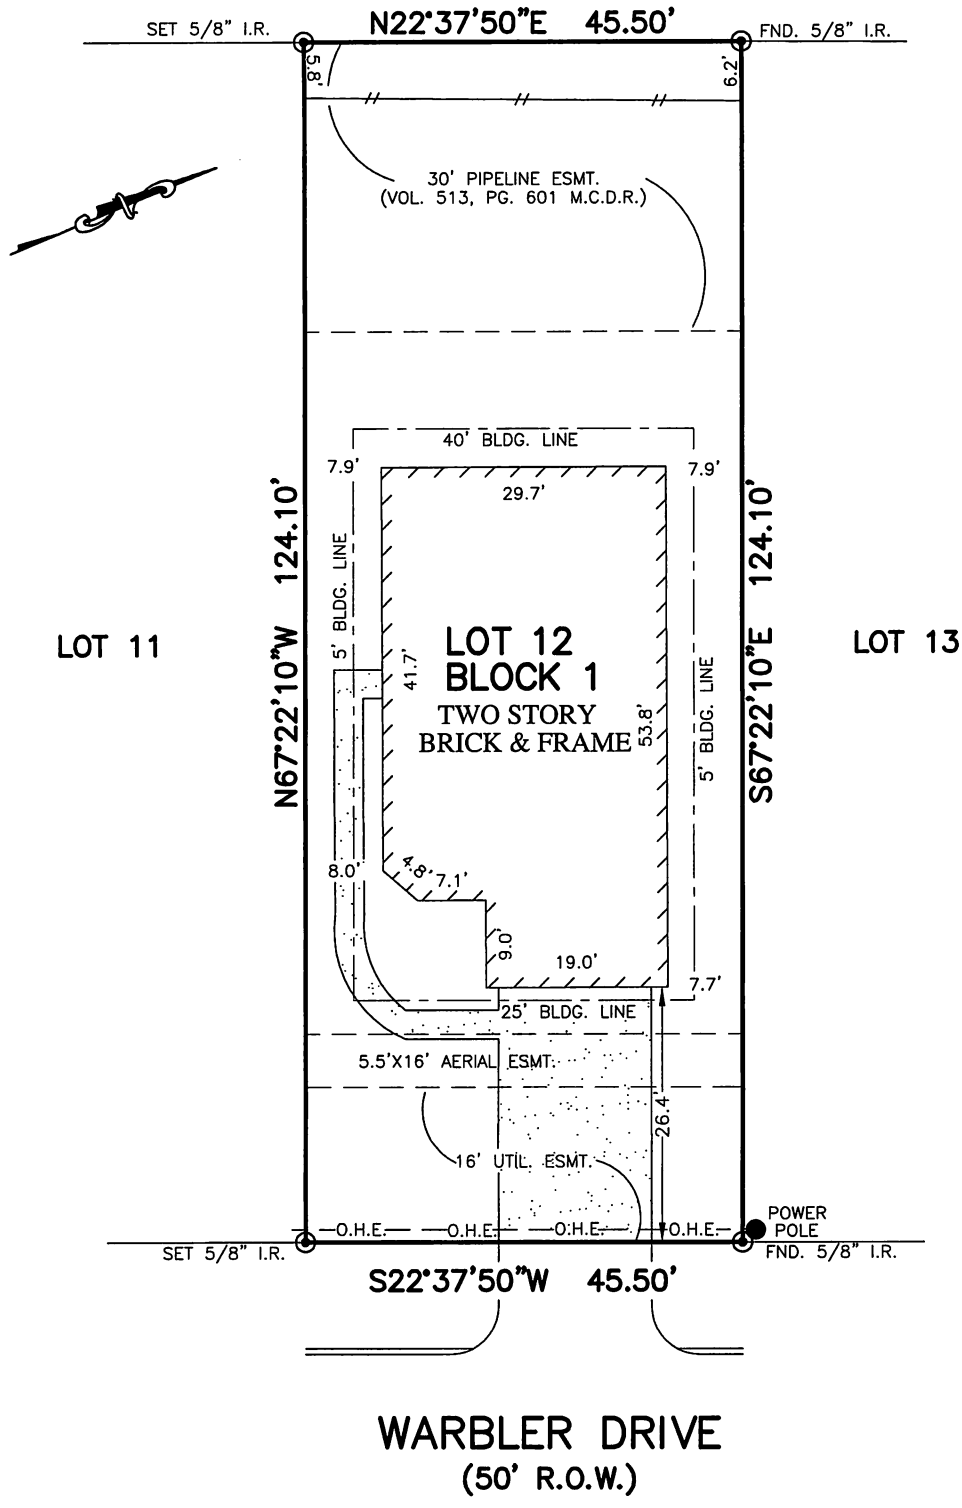 N22°37'50"E 45.50'
SET 5/8" I.R.
FND. 5/8" I.R.
5.8'
6.2'
30' PIPELINE ESMT.
(VOL. 513, PG. 601 M.C.D.R.)
40' BLDG. LINE
7.9'
7.9'
29.7'
N67°22'10"W 124.10'
5' BLDG. LINE
S67°22'10"E 124.10'
LOT 11
LOT 12
BLOCK 1
TWO STORY
BRICK & FRAME
LOT 13
41.7'
53.8'
5' BLDG. LINE
8.0'
4.8'
7.1'
9.0'
19.0'
7.7'
25' BLDG. LINE
5.5'X16' AERIAL ESMT.
26.4'
16' UTIL. ESMT.
O.H.E. O.H.E. O.H.E. O.H.E.
POWER
POLE
SET 5/8" I.R.
FND. 5/8" I.R.
S22°37'50"W 45.50'
WARBLER DRIVE
(50' R.O.W.)